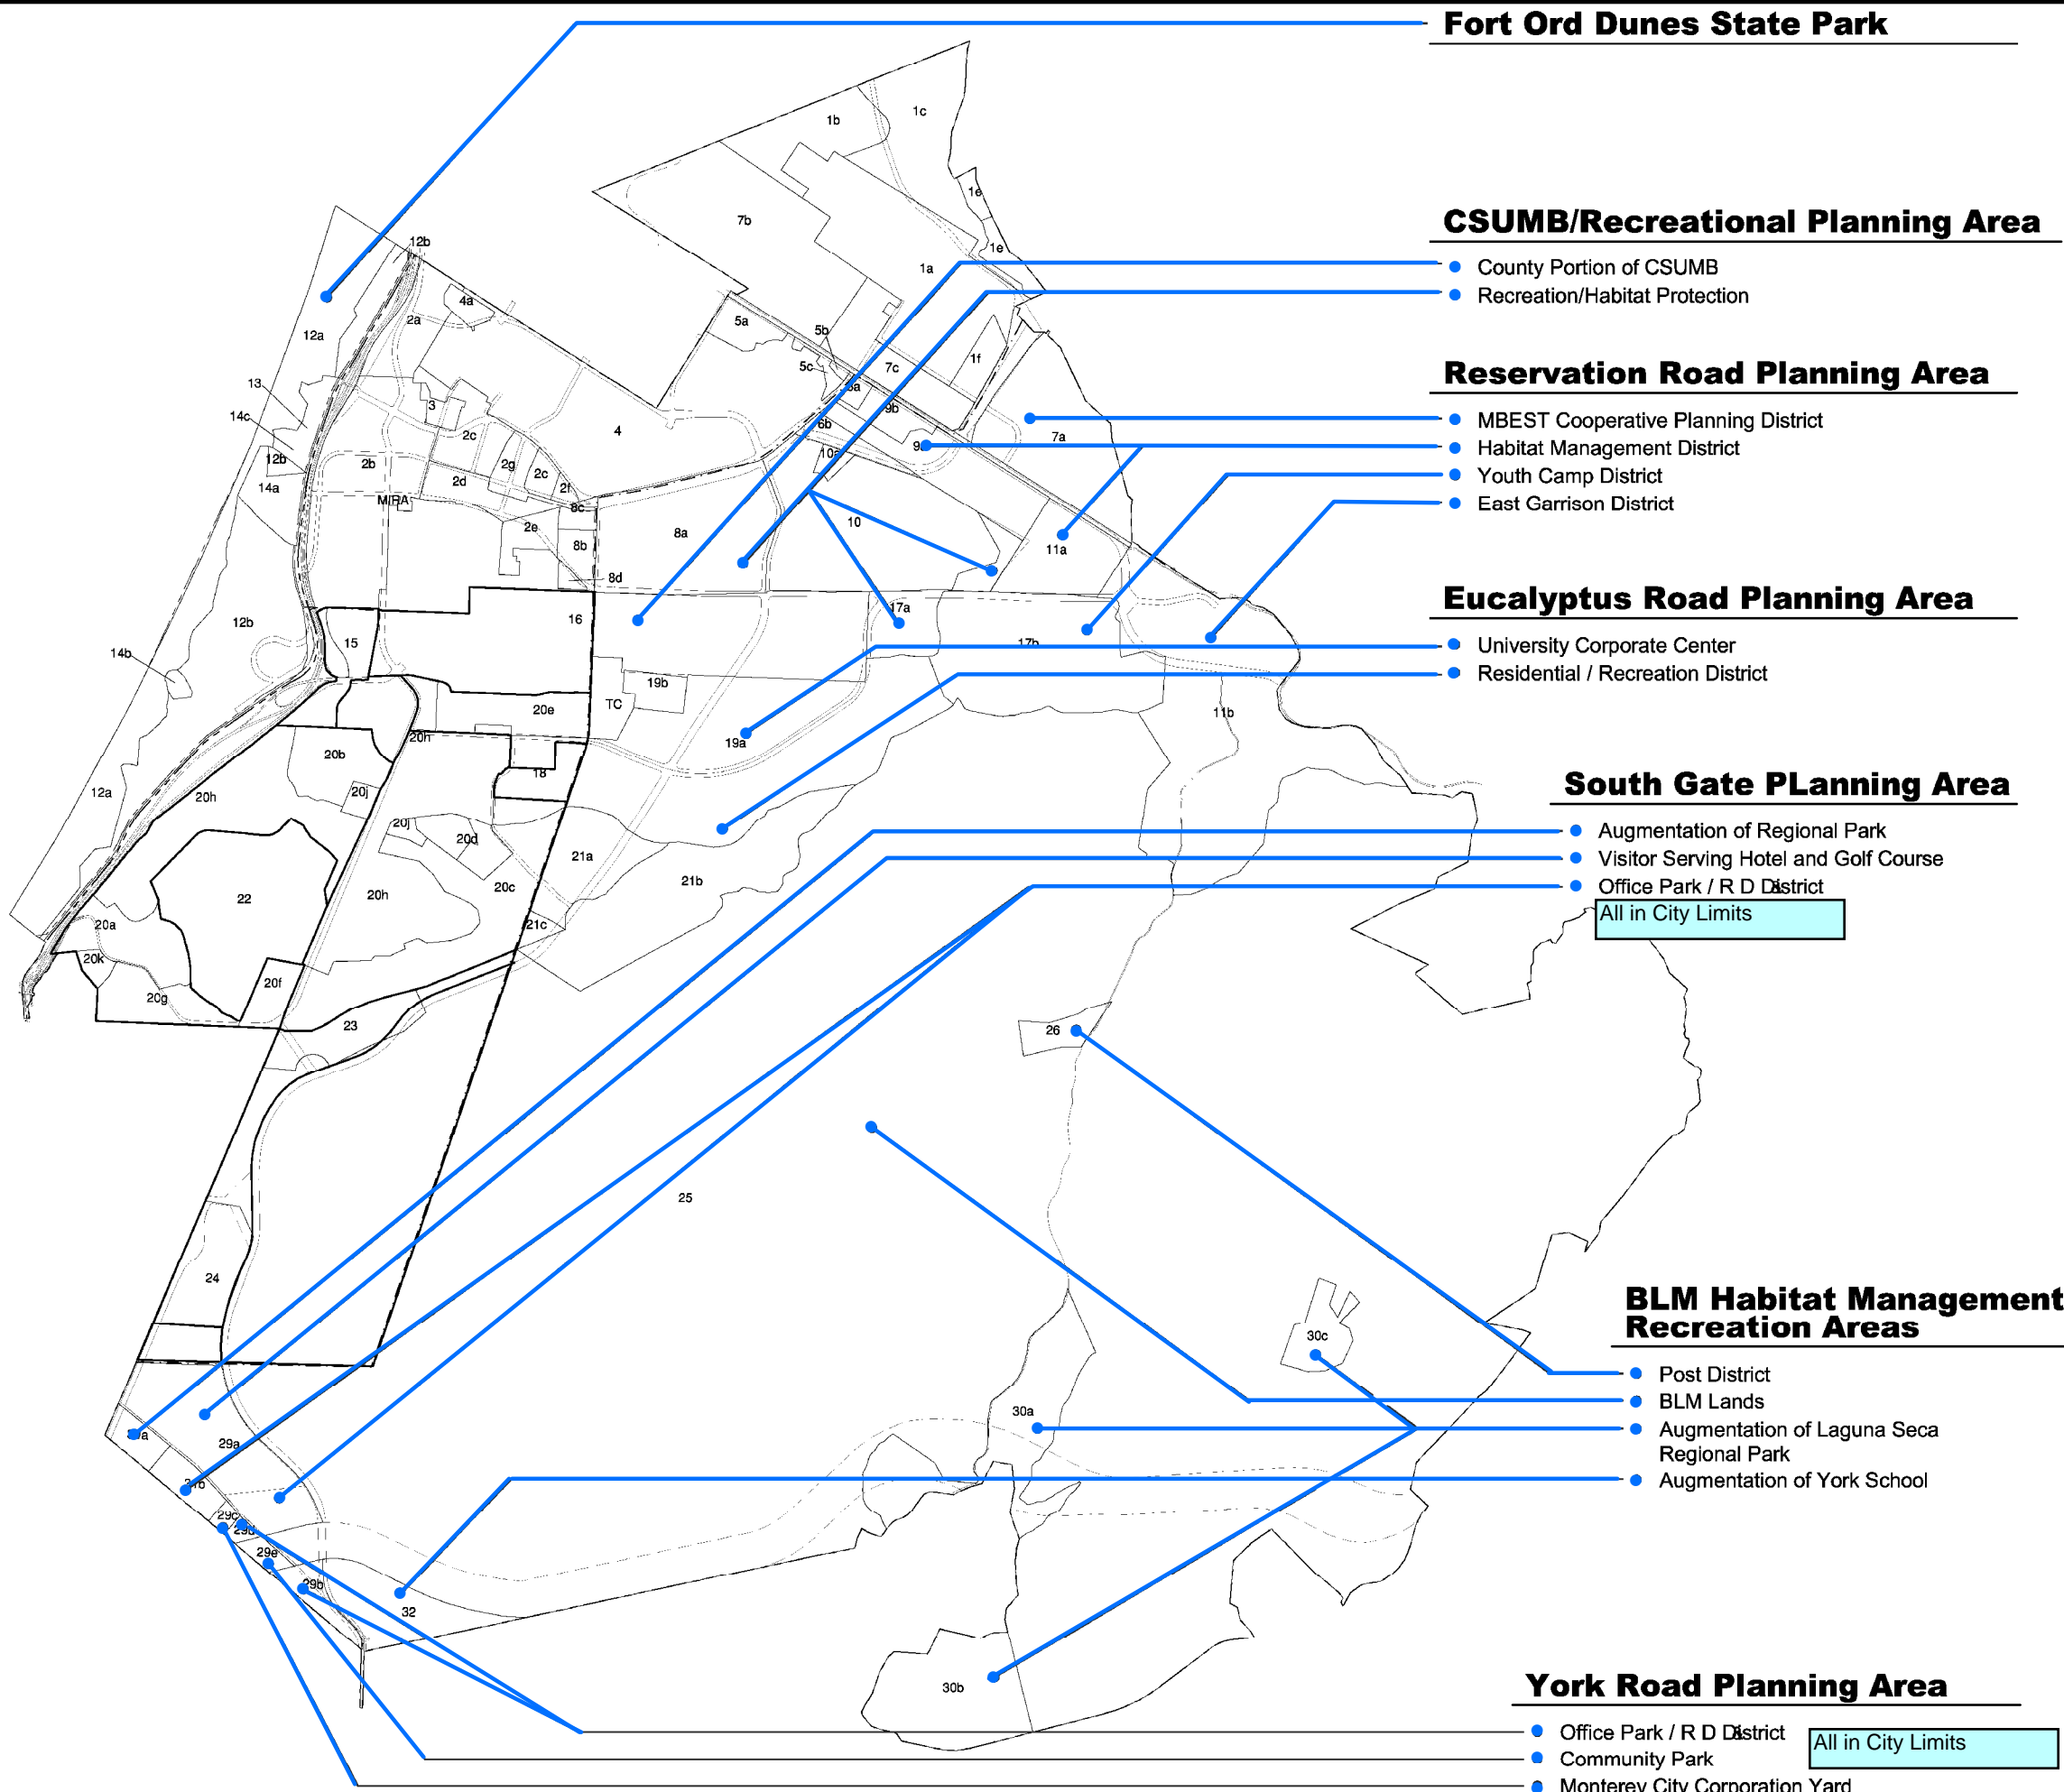 Fort Ord Dunes State Park
1c
1b
1e
7b
CSUMB/Recreational Planning Area
12b
1e
1a
County Portion of CSUMB
Recreation/Habitat Protection
4a
2a
5a
5b
12a
1f
Reservation Road Planning Area
5c
7c
13
3
9b
14c
6b
MBEST Cooperative Planning District
4
2c
7a
Habitat Management District
12b
2b
2g
2c
10a
Youth Camp District
14a
2d
2f
MIRA
8c
East Garrison District
2e
10
8a
8b
11a
8d
Eucalyptus Road Planning Area
17a
16
12b
15
17b
University Corporate Center
14b
Residential / Recreation District
19b
TC
20e
11b
20h
19a
20b
18
South Gate PLanning Area
12a
20h
20j
20j
20d
Augmentation of Regional Park
21a
Visitor Serving Hotel and Golf Course
21b
20c
Office Park / R D District
22
20h
All in City Limits
20a
21c
20k
20f
20g
23
26
25
24
BLM Habitat Management
Recreation Areas
30c
Post District
BLM Lands
30a
Augmentation of Laguna Seca
Regional Park
29a
Augmentation of York School
29c
29d
29e
29b
32
30b
York Road Planning Area
Office Park / R D District
All in City Limits
Community Park
Monterey City Corporation Yard